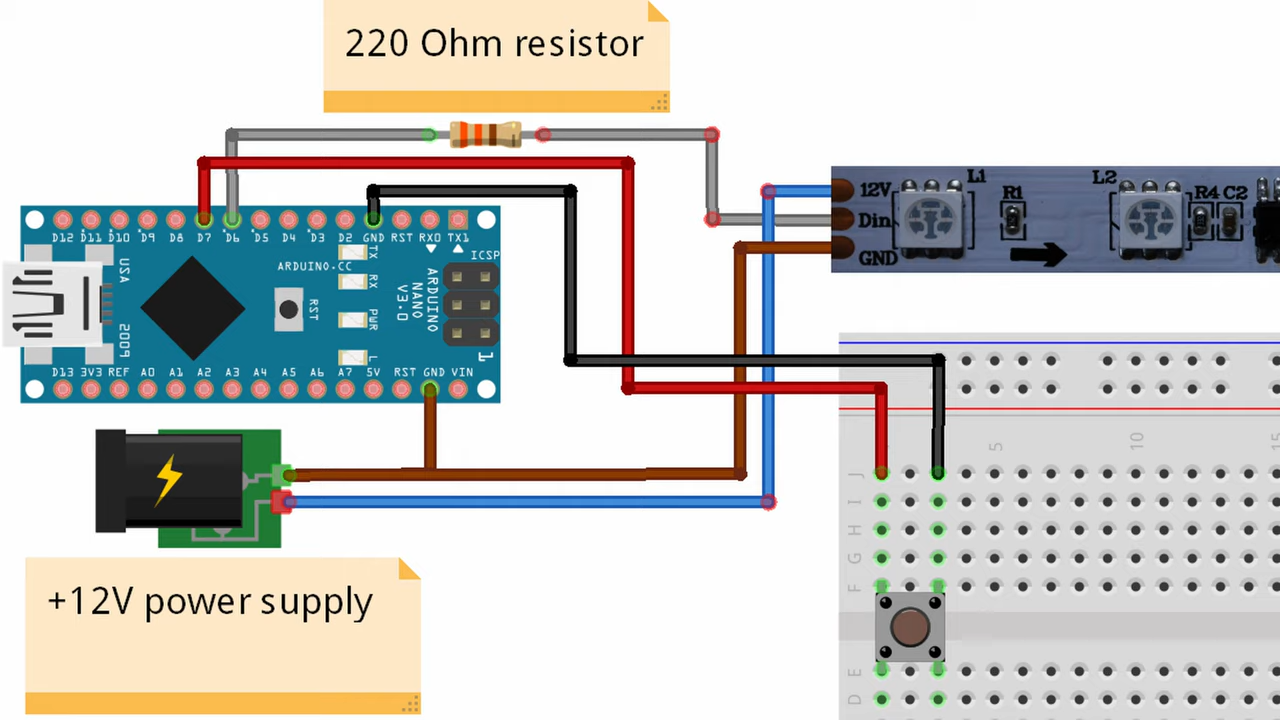 220 Ohm resistor
D12 D11 D10 D9 D8 D7 D6 D5 D4 D3 D2 GND RST RX0 TX1
ARDUINO.CC
ICSP
TX
RX
PWR
L
RST
USA
2005
ARDUINO
NANO
V3.0
1
D13 3V3 REF A0 A1 A2 A3 A4 A5 A6 A7 5V RST GND VIN
12V
Din
GND
L1
R1
L2
R4 C2
+12V power supply
5 10 15
J
I
H
G
F
E
D